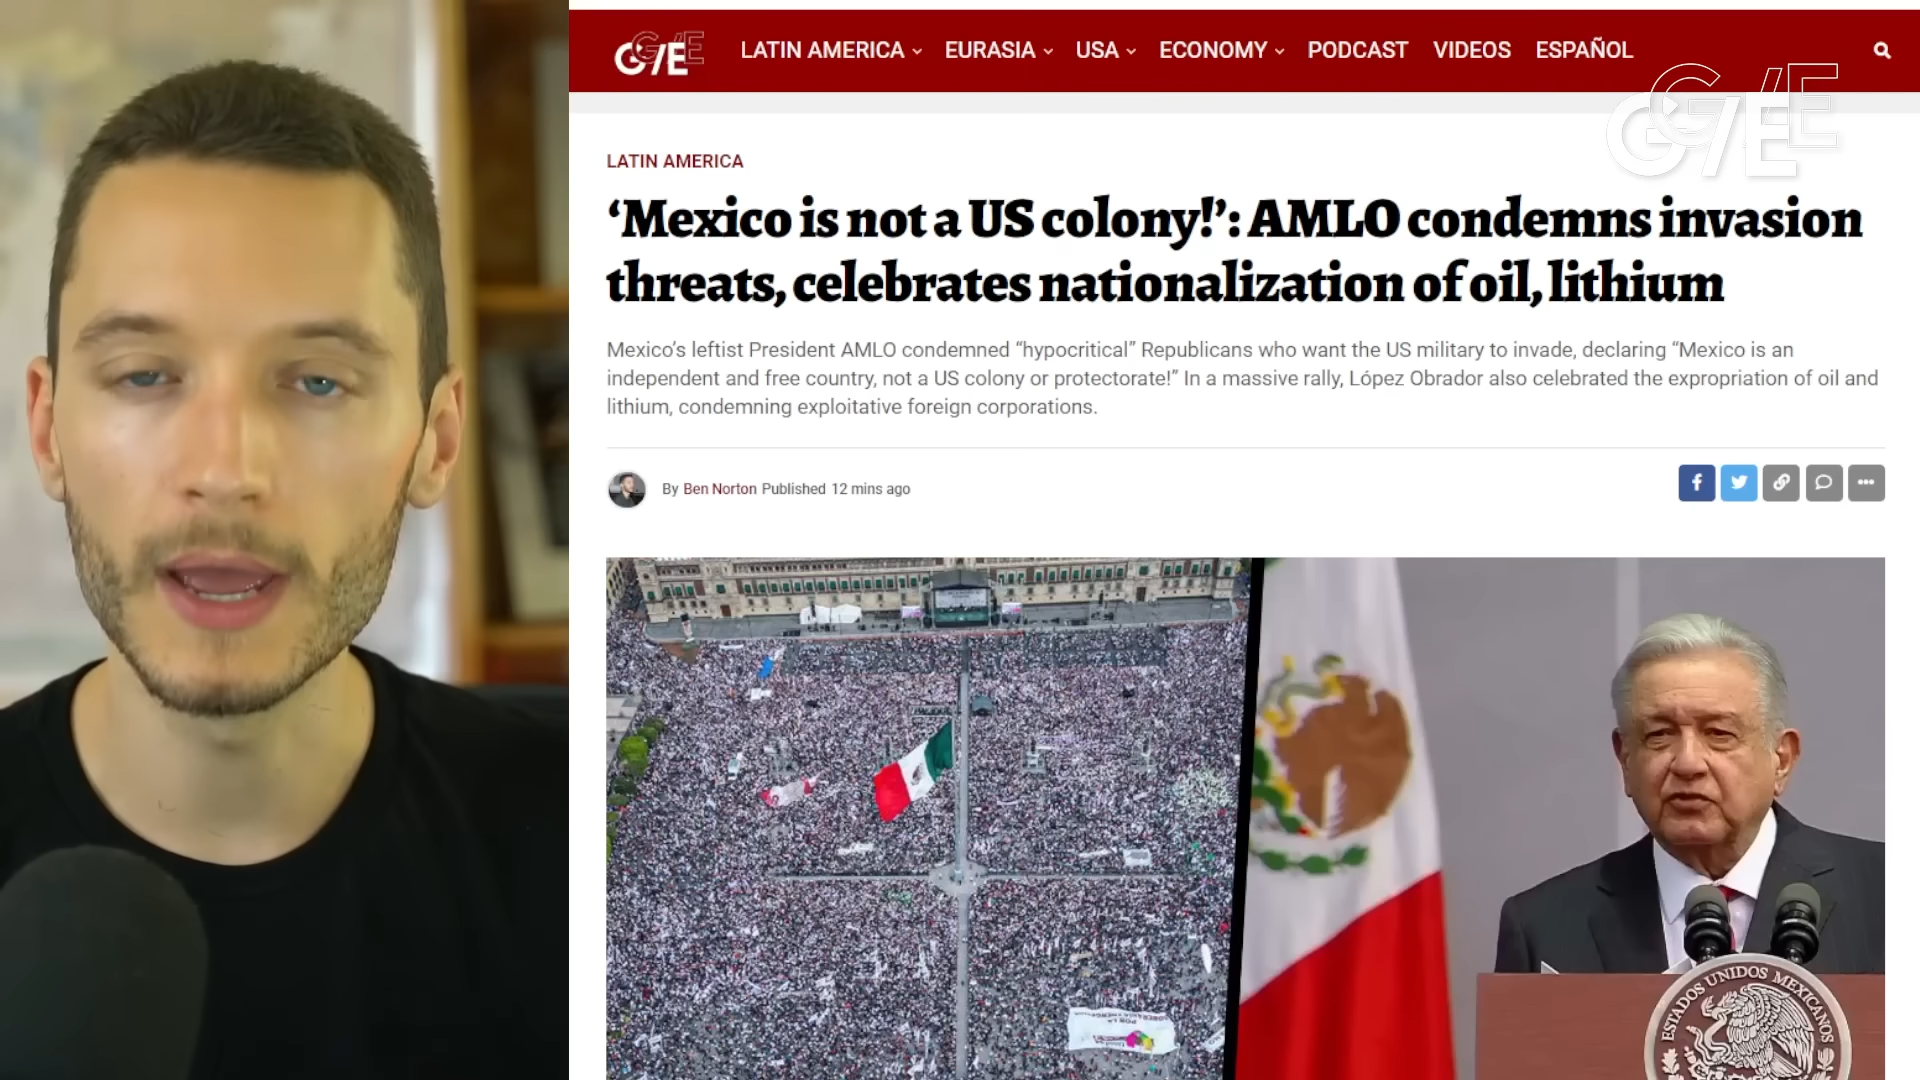 GE
LATIN AMERICA EURASIA USA ECONOMY PODCAST VIDEOS ESPAÑOL
G/E
LATIN AMERICA
‘Mexico is not a US colony!’: AMLO condemns invasion
threats, celebrates nationalization of oil, lithium
Mexico’s leftist President AMLO condemned “hypocritical” Republicans who want the US military to invade, declaring “Mexico is an
independent and free country, not a US colony or protectorate!” In a massive rally, López Obrador also celebrated the expropriation of oil and
lithium, condemning exploitative foreign corporations.
By Ben Norton Published 12 mins ago
ESTADOS UNIDOS MEXICANOS